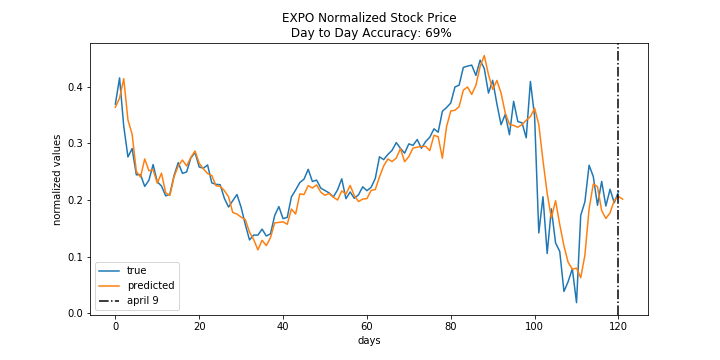 EXPO Normalized Stock Price
Day to Day Accuracy: 69%
normalized values
0.4
0.3
0.2
0.1
0.0
true
predicted
april 9
0 20 40 60 80 100 120
days